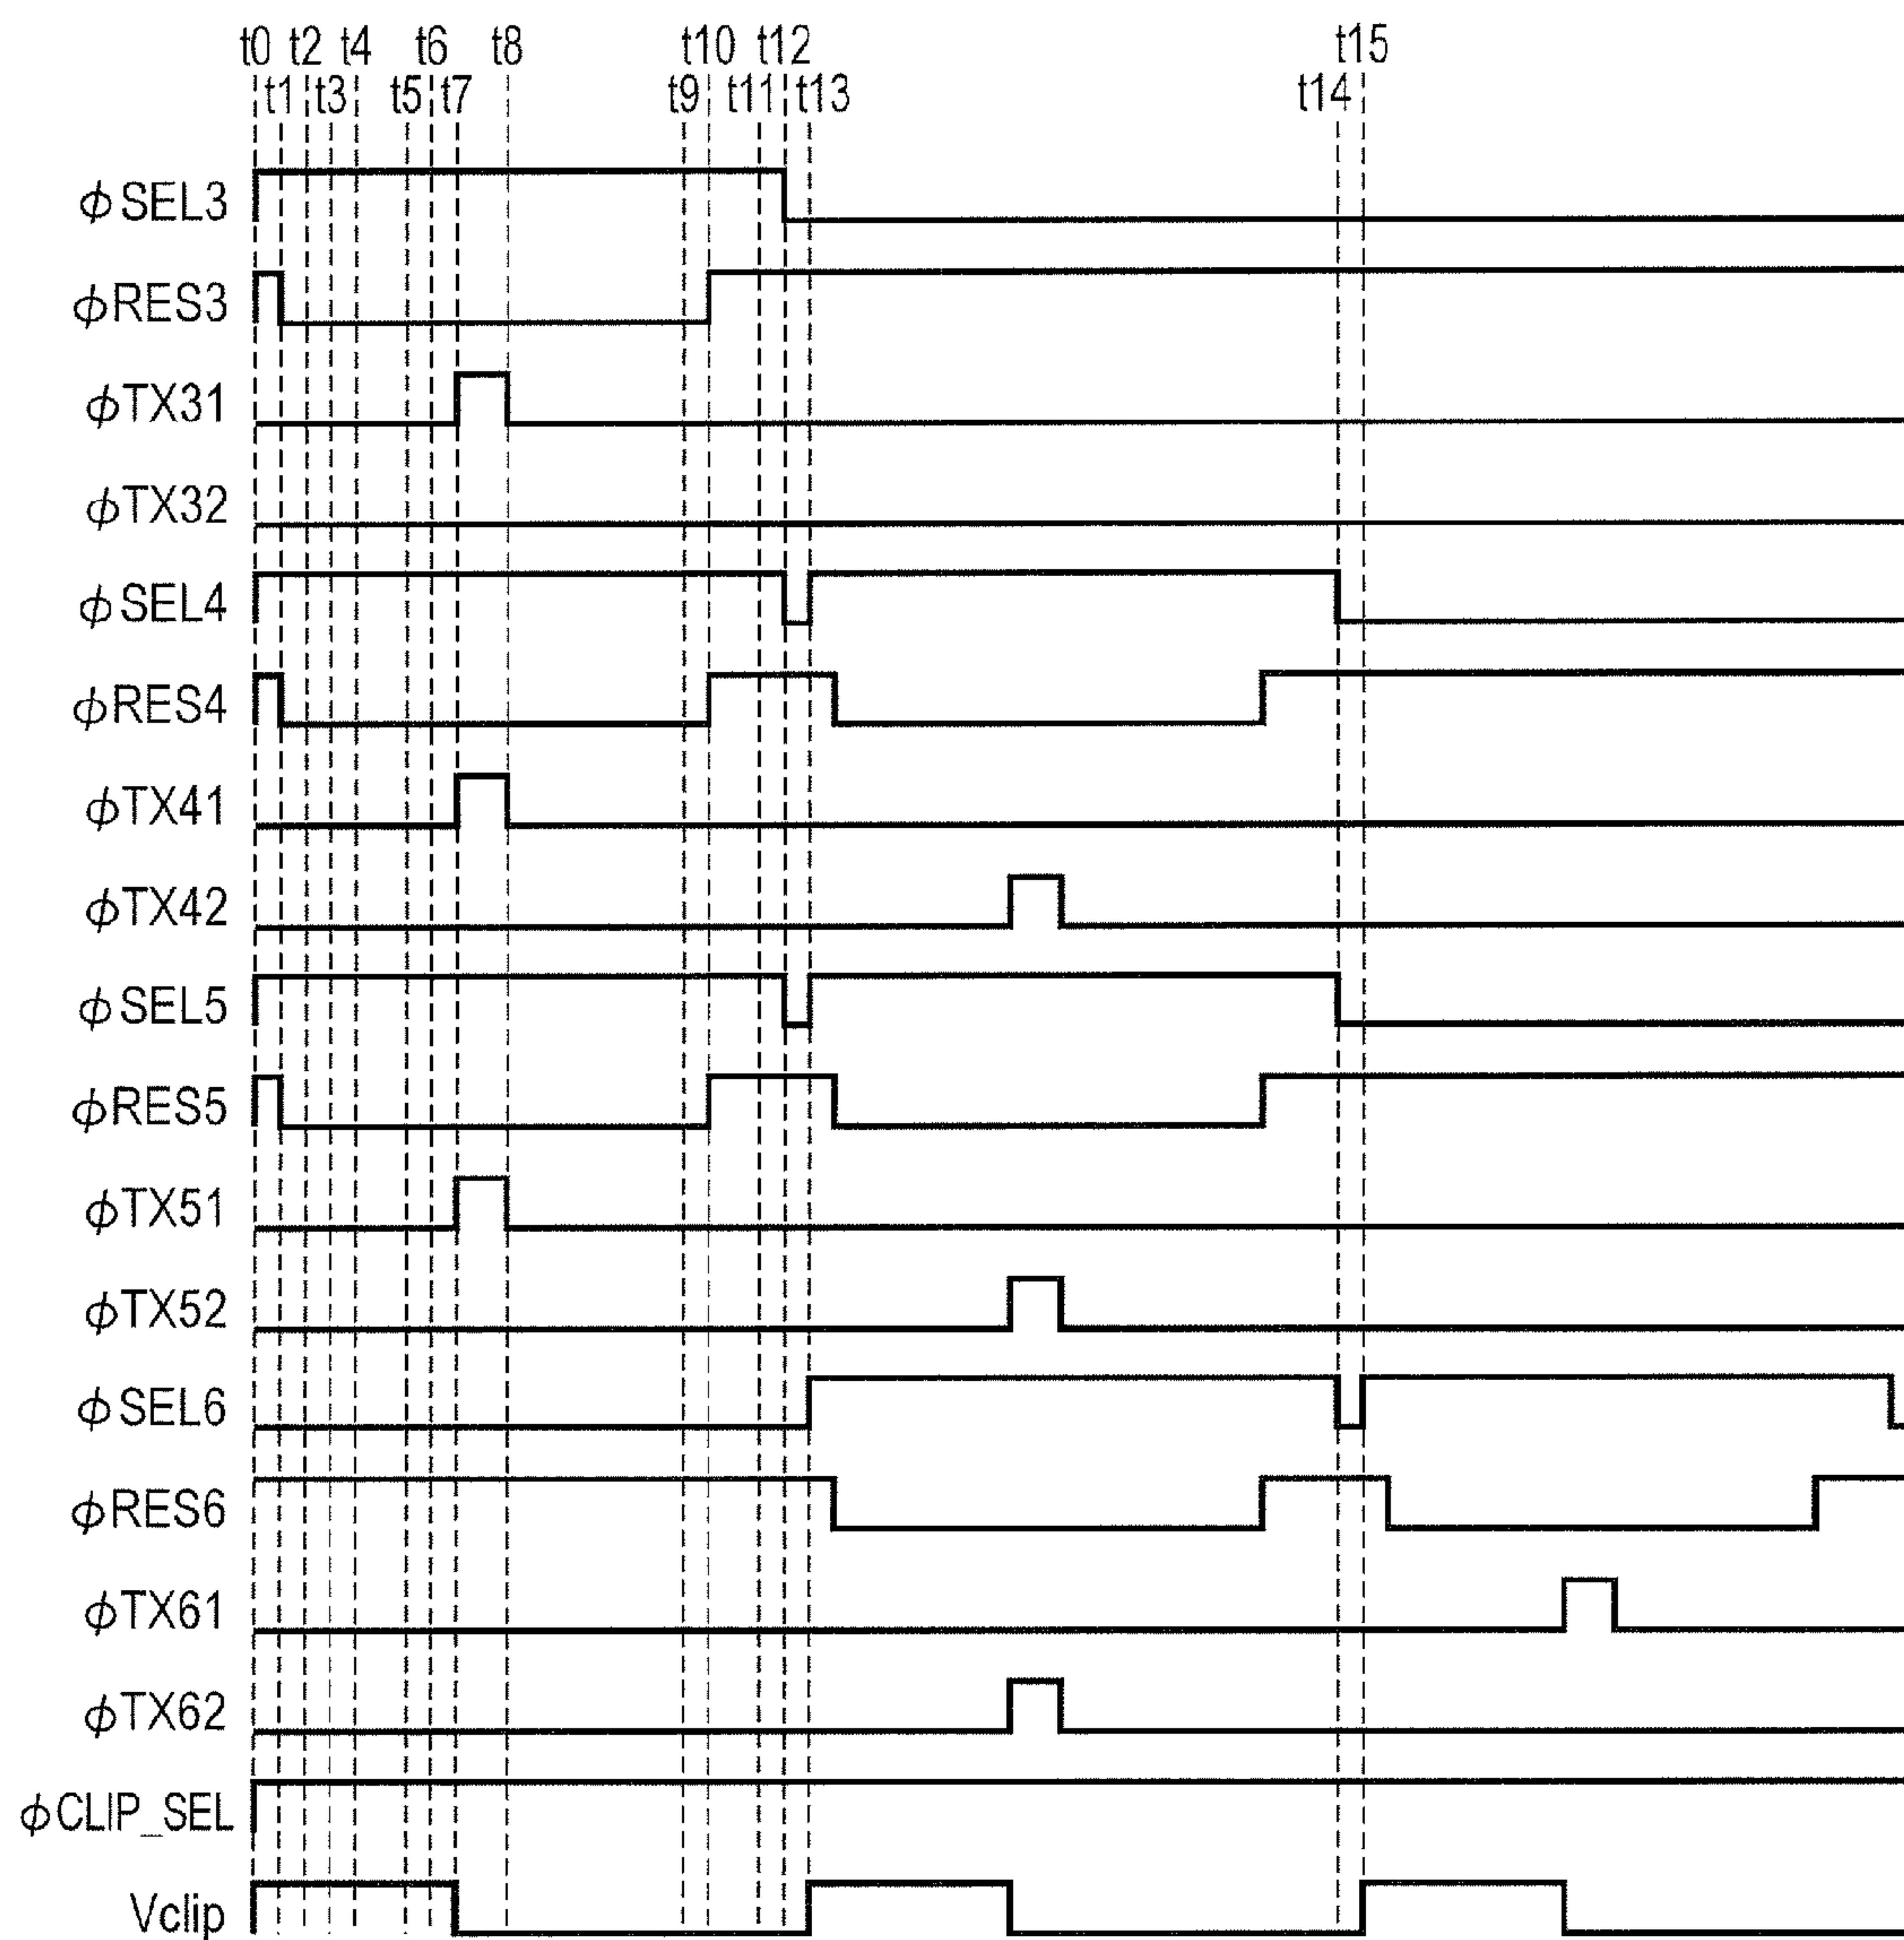 t0 t2 t4 t6 t8 t10 t12 t15
t1 t3 t5 t7 t9 t11 t13 t14
ϕSEL3
ϕRES3
ϕTX31
ϕTX32
ϕSEL4
ϕRES4
ϕTX41
ϕTX42
ϕSEL5
ϕRES5
ϕTX51
ϕTX52
ϕSEL6
ϕRES6
ϕTX61
ϕTX62
ϕCLIP_SEL
Vclip